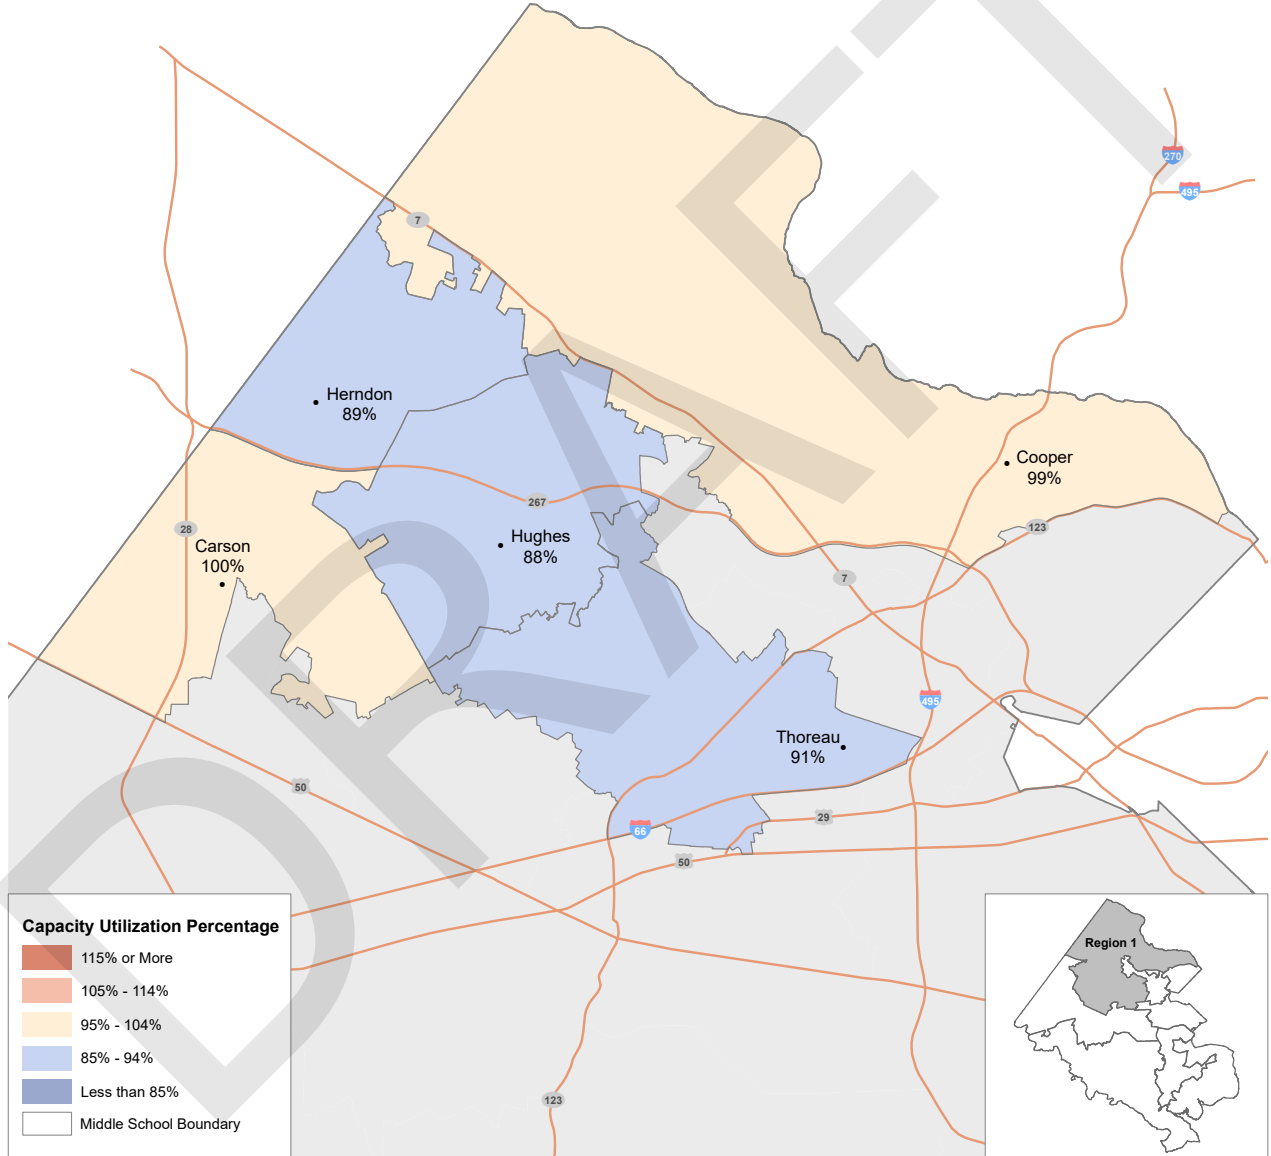 DRAFT
270
495
7
Herndon
89%
Cooper
99%
267
28
123
Carson
100%
Hughes
88%
7
495
Thoreau
91%
50
29
66
50
123
Capacity Utilization Percentage
115% or More
105% - 114%
95% - 104%
85% - 94%
Less than 85%
Middle School Boundary
Region 1